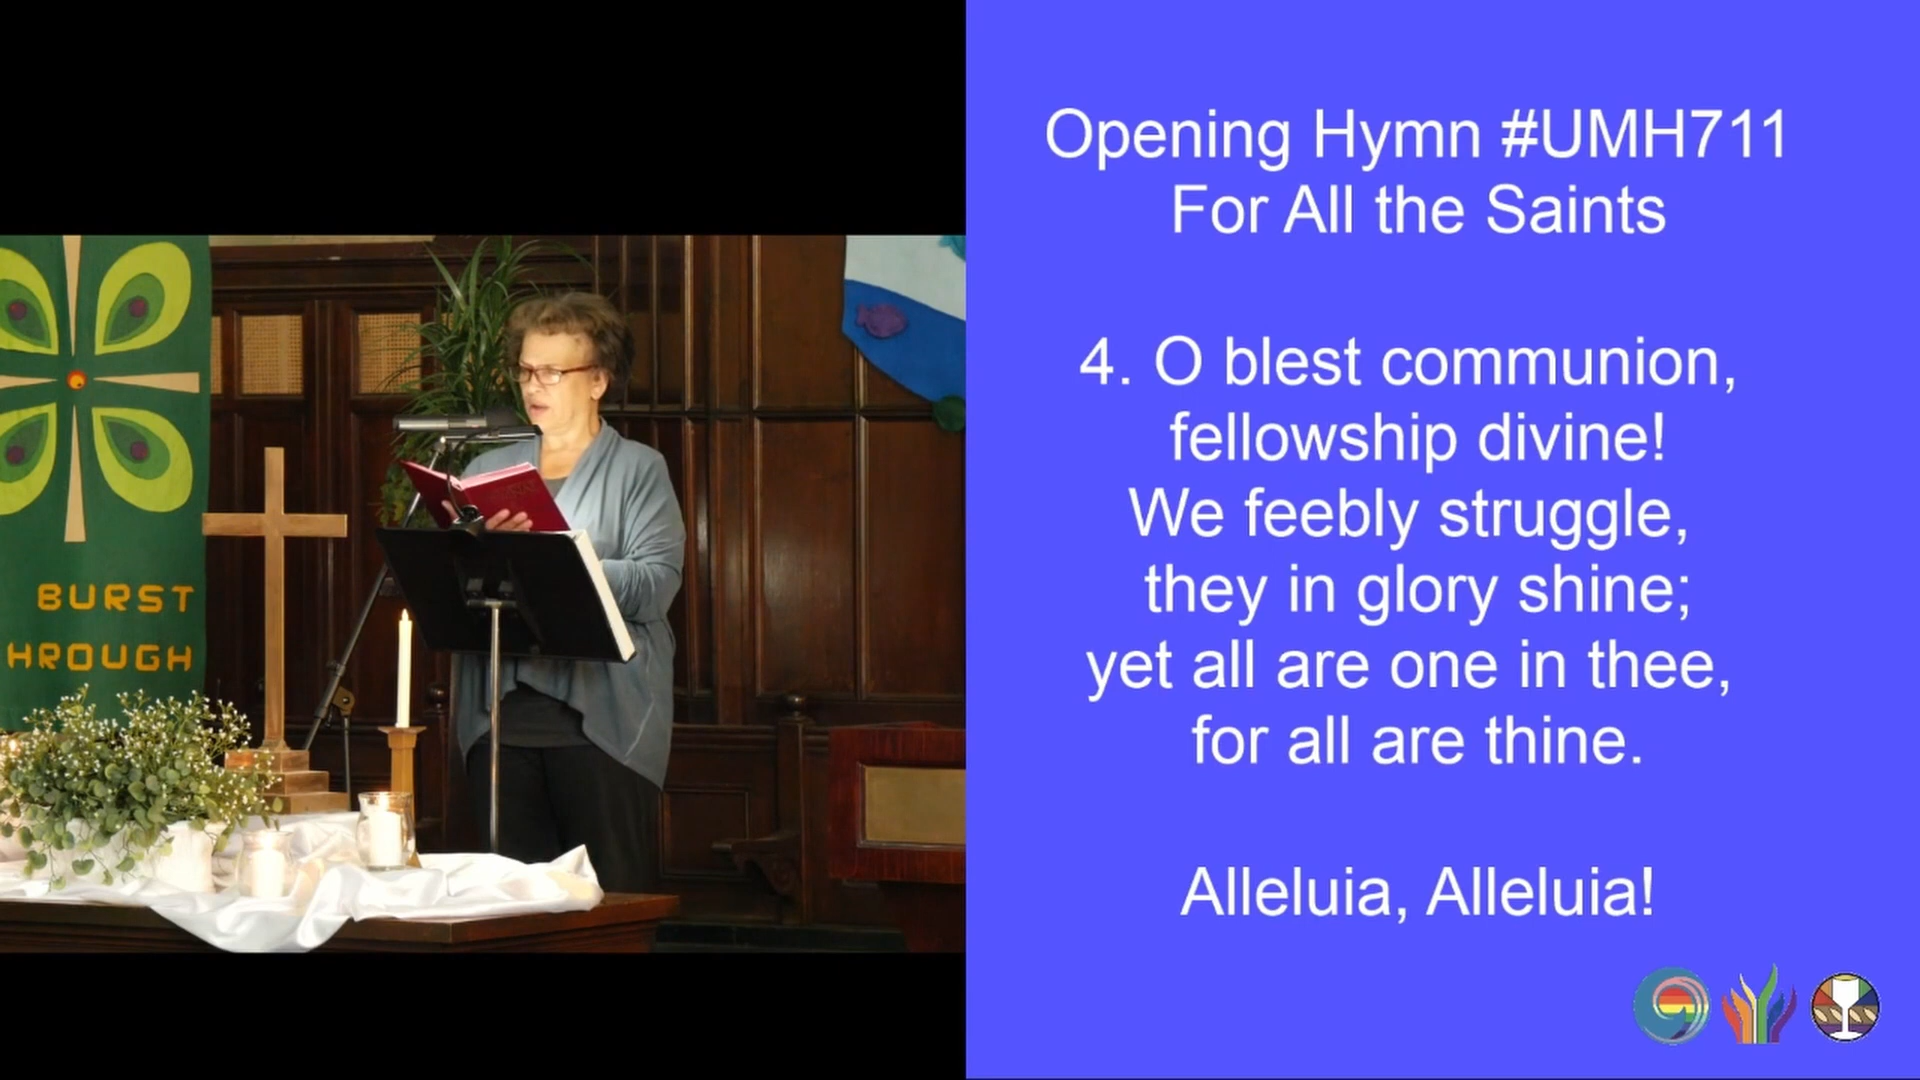 BURST
HROUGH
Opening Hymn #UMH711
For All the Saints
4. O blest communion,
fellowship divine!
We feebly struggle,
they in glory shine;
yet all are one in thee,
for all are thine.
Alleluia, Alleluia!